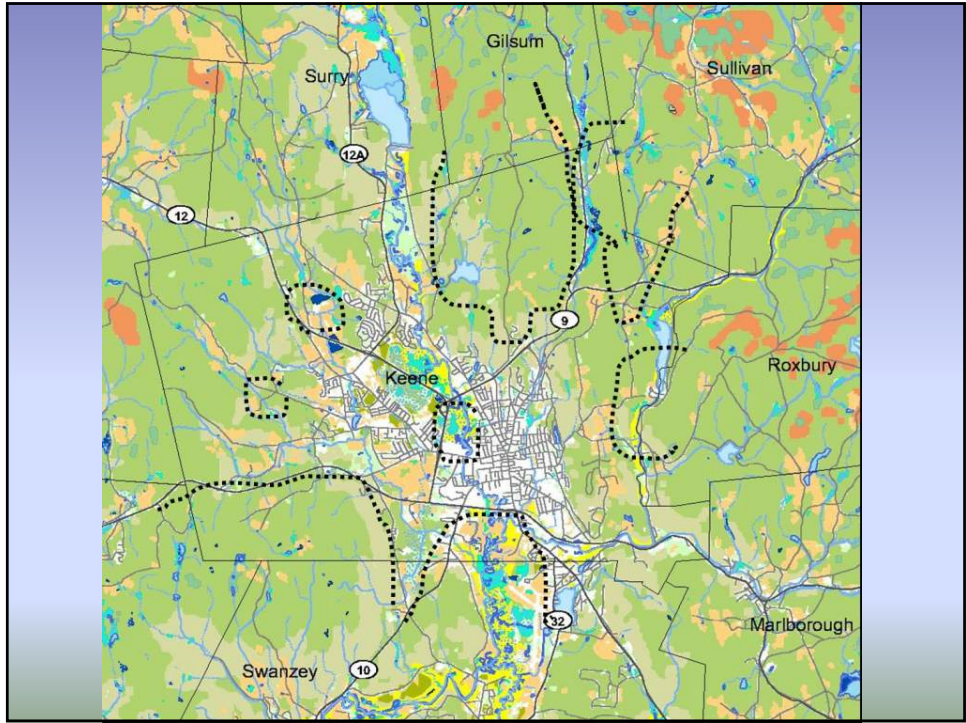 Gilsum
Sullivan
Surry
12A
12
9
Keene
Roxbury
32
Marlborough
Swanzey
10